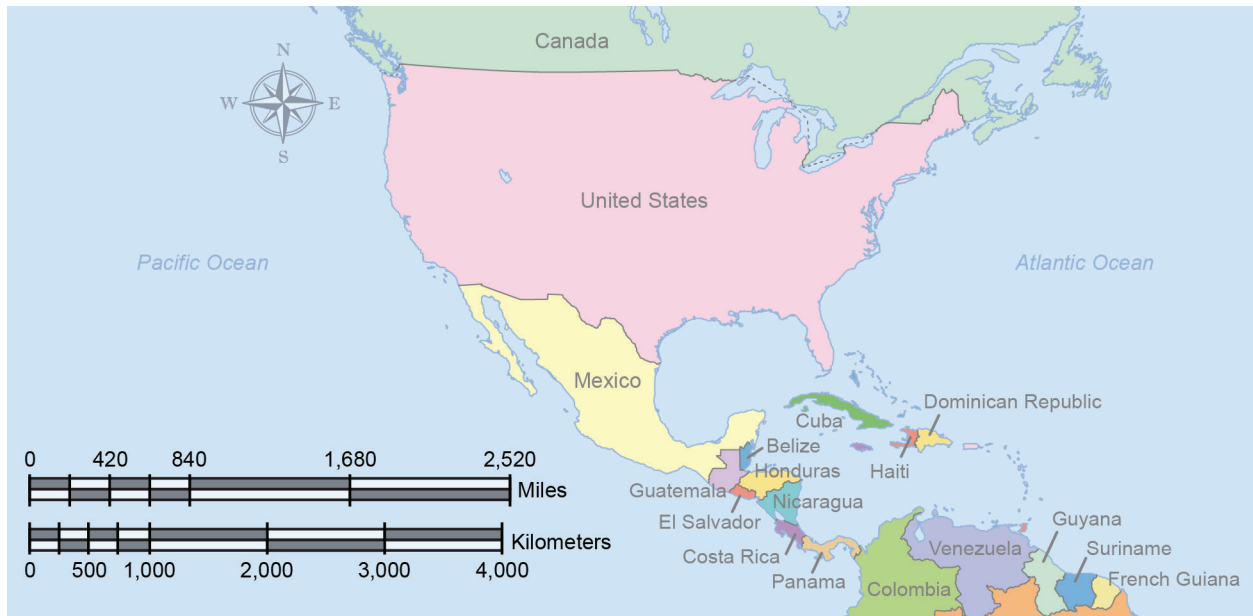 Canada
N
W E
S
United States
Pacific Ocean
Atlantic Ocean
Mexico
Dominican Republic
Cuba
Belize
Haiti
Honduras
Guatemala
Nicaragua
El Salvador
Guyana
Costa Rica
Venezuela
Suriname
Panama
Colombia
French Guiana
0 420 840 1,680 2,520
Miles
Kilometers
0 500 1,000 2,000 3,000 4,000